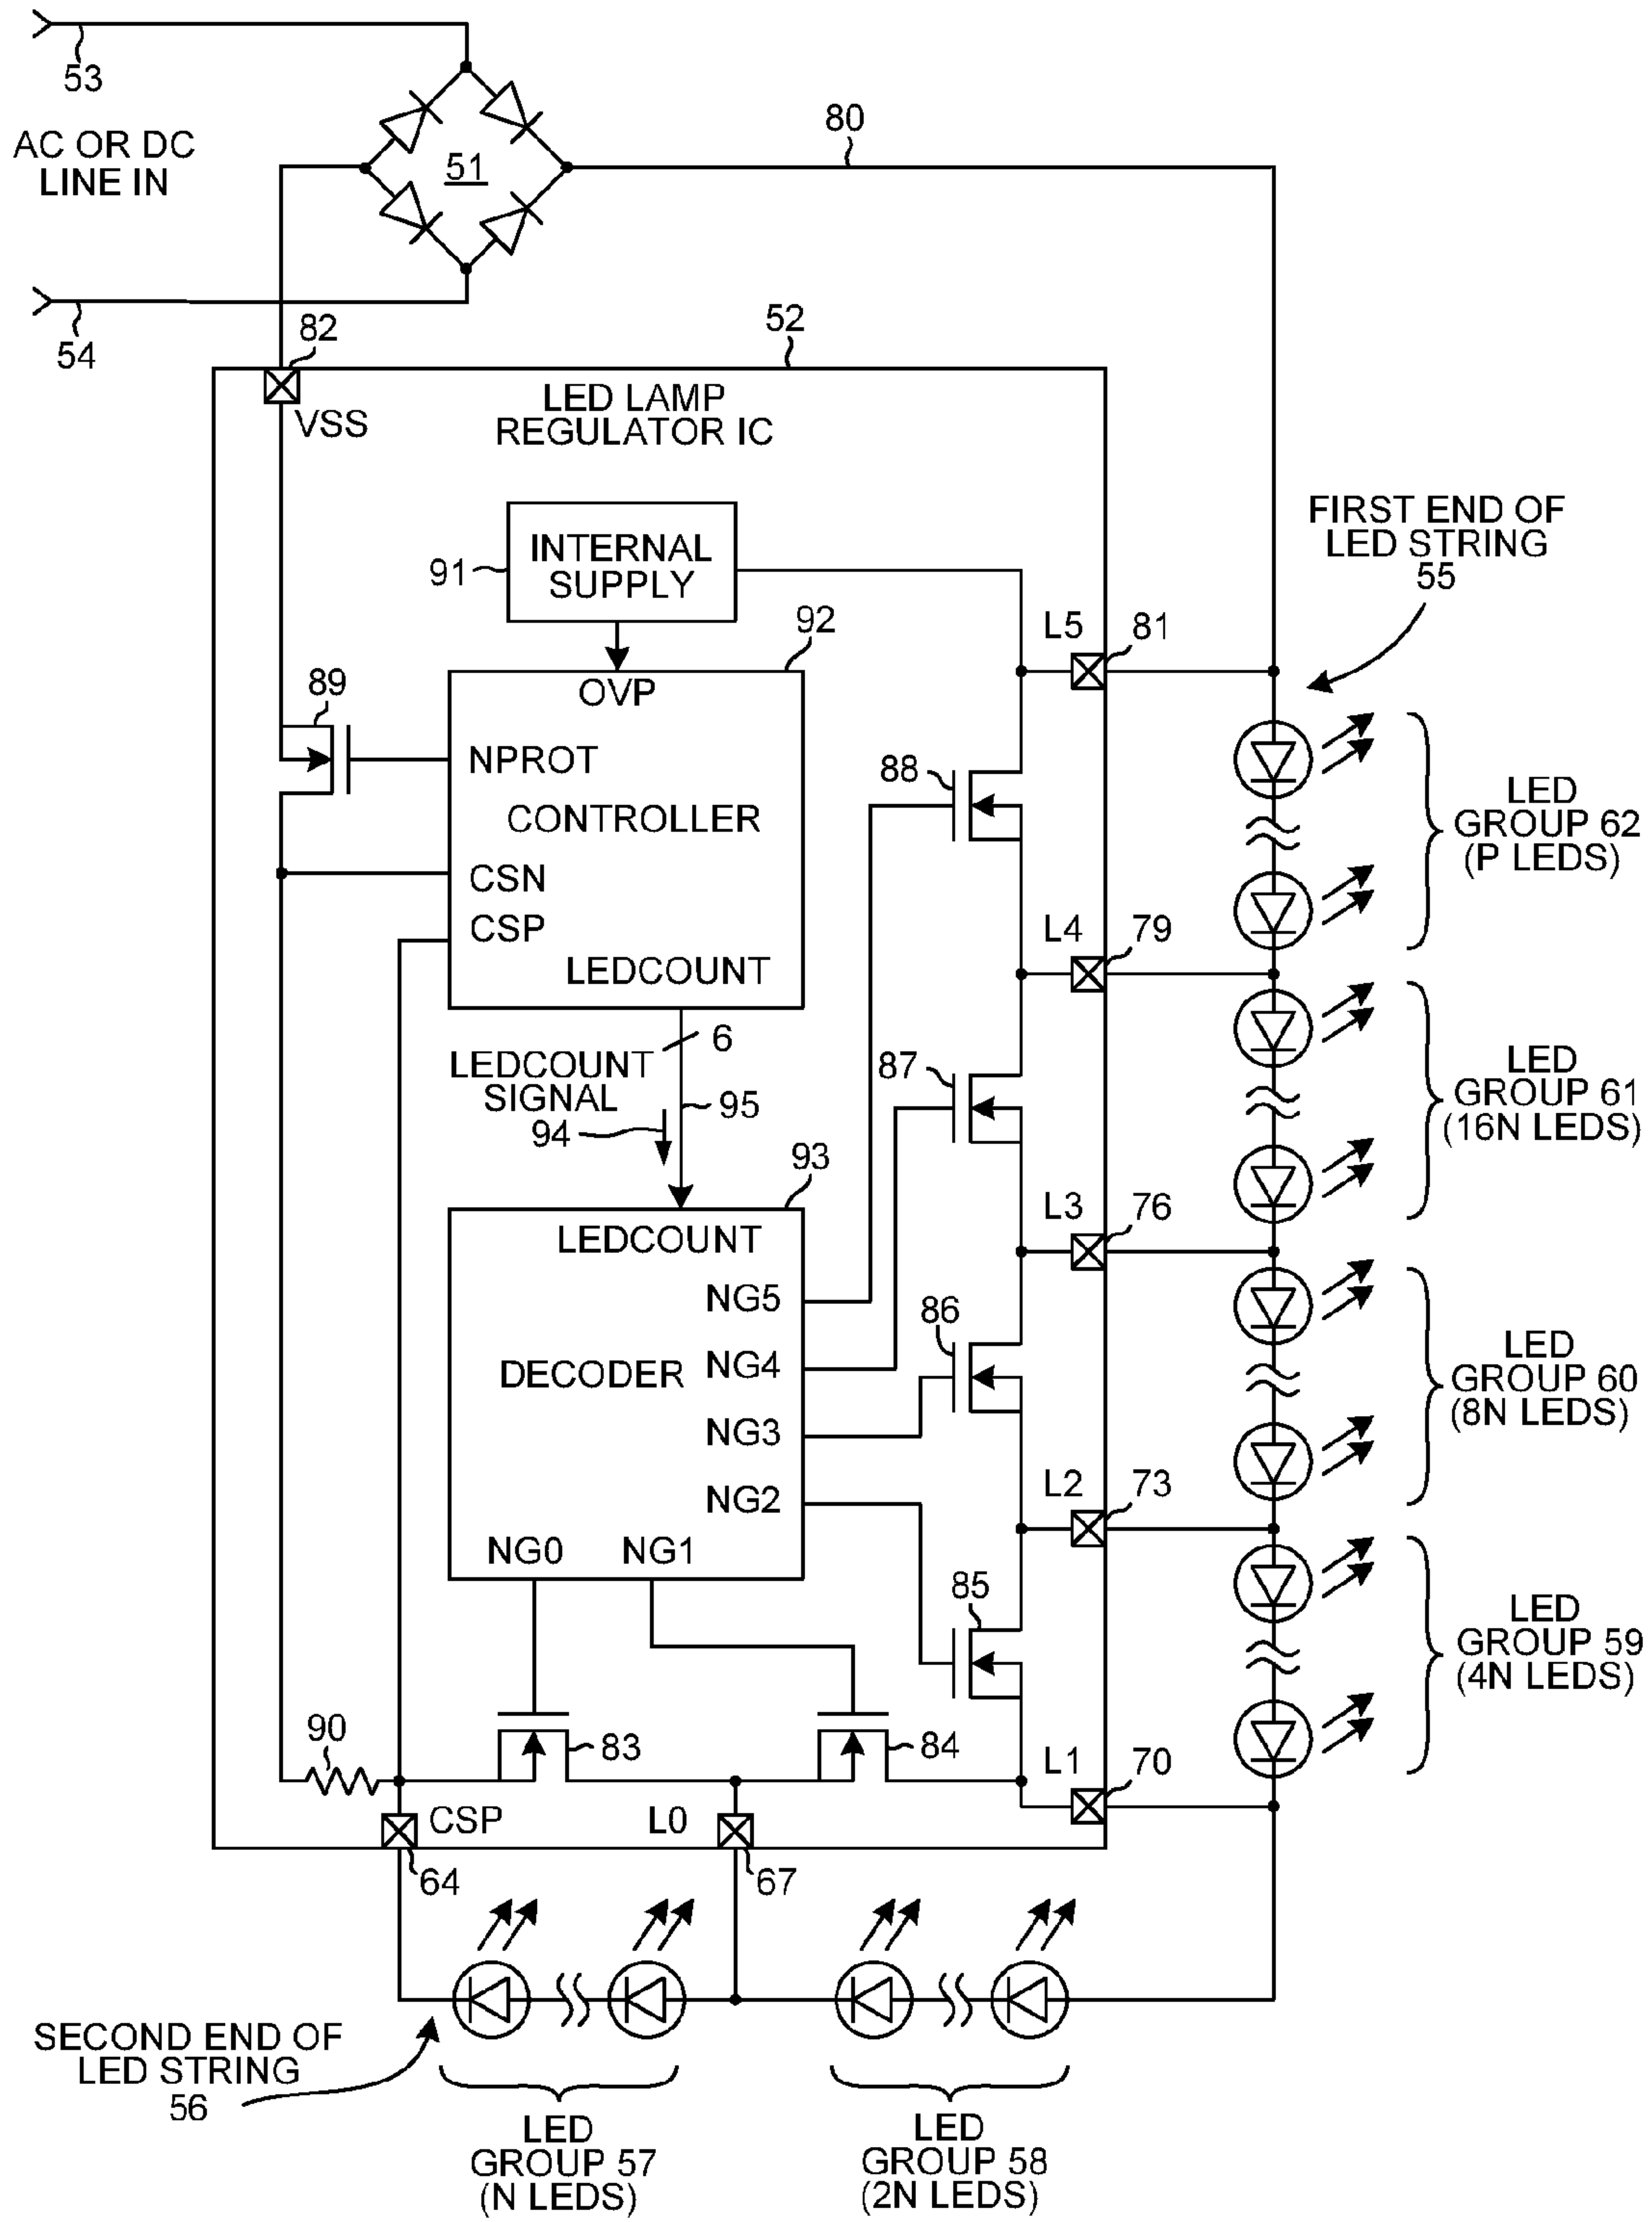 53
AC OR DC
LINE IN
54
51
80
82
VSS
52
LED LAMP
REGULATOR IC
INTERNAL
SUPPLY
91
92
OVP
NPROT
CONTROLLER
CSN
CSP
LEDCOUNT
89
6
LEDCOUNT
SIGNAL
94
95
93
LEDCOUNT
NG5
DECODER
NG4
NG3
NG2
NG0
NG1
88
87
86
85
90
83
84
CSP
64
L0
67
L5
81
L4
79
L3
76
L2
73
L1
70
FIRST END OF
LED STRING
55
LED
GROUP 62
(P LEDS)
LED
GROUP 61
(16N LEDS)
LED
GROUP 60
(8N LEDS)
LED
GROUP 59
(4N LEDS)
SECOND END OF
LED STRING
56
LED
GROUP 57
(N LEDS)
LED
GROUP 58
(2N LEDS)